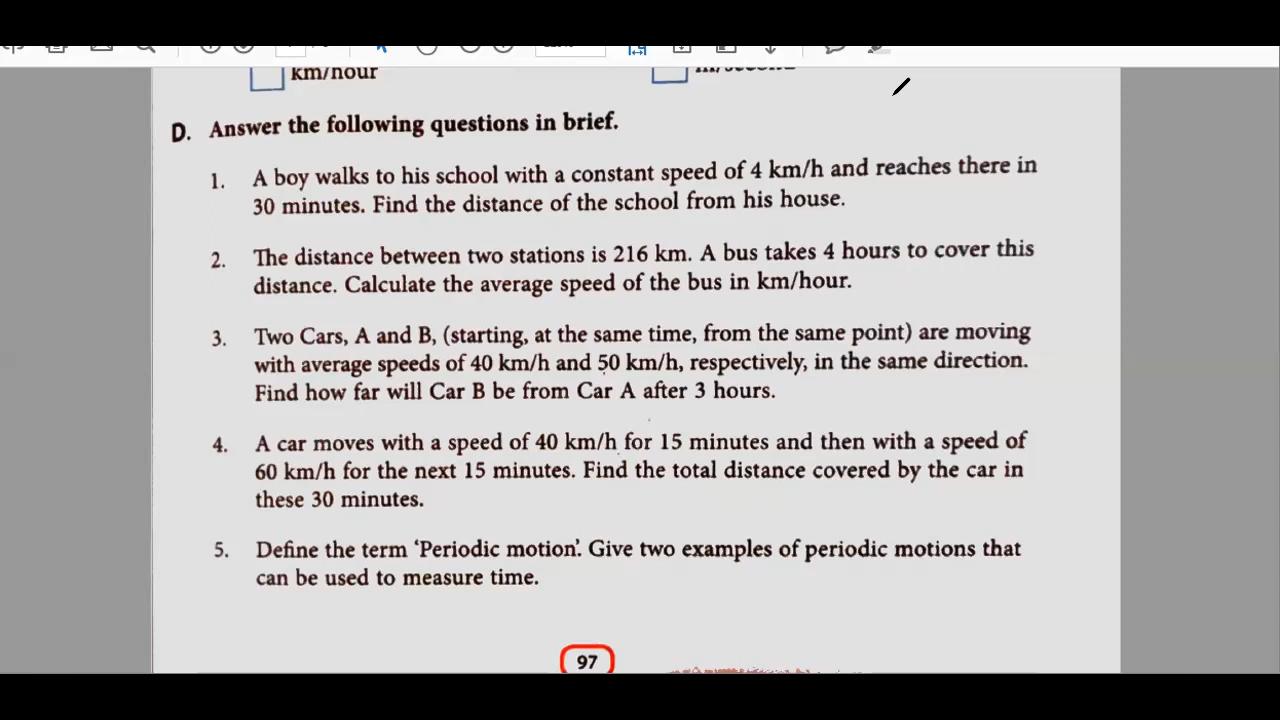 km/hour
D. Answer the following questions in brief.
1. A boy walks to his school with a constant speed of 4 km/h and reaches there in
30 minutes. Find the distance of the school from his house.
2. The distance between two stations is 216 km. A bus takes 4 hours to cover this
distance. Calculate the average speed of the bus in km/hour.
3. Two Cars, A and B, (starting, at the same time, from the same point) are moving
with average speeds of 40 km/h and 50 km/h, respectively, in the same direction.
Find how far will Car B be from Car A after 3 hours.
4. A car moves with a speed of 40 km/h for 15 minutes and then with a speed of
60 km/h for the next 15 minutes. Find the total distance covered by the car in
these 30 minutes.
5. Define the term ‘Periodic motion’. Give two examples of periodic motions that
can be used to measure time.
97